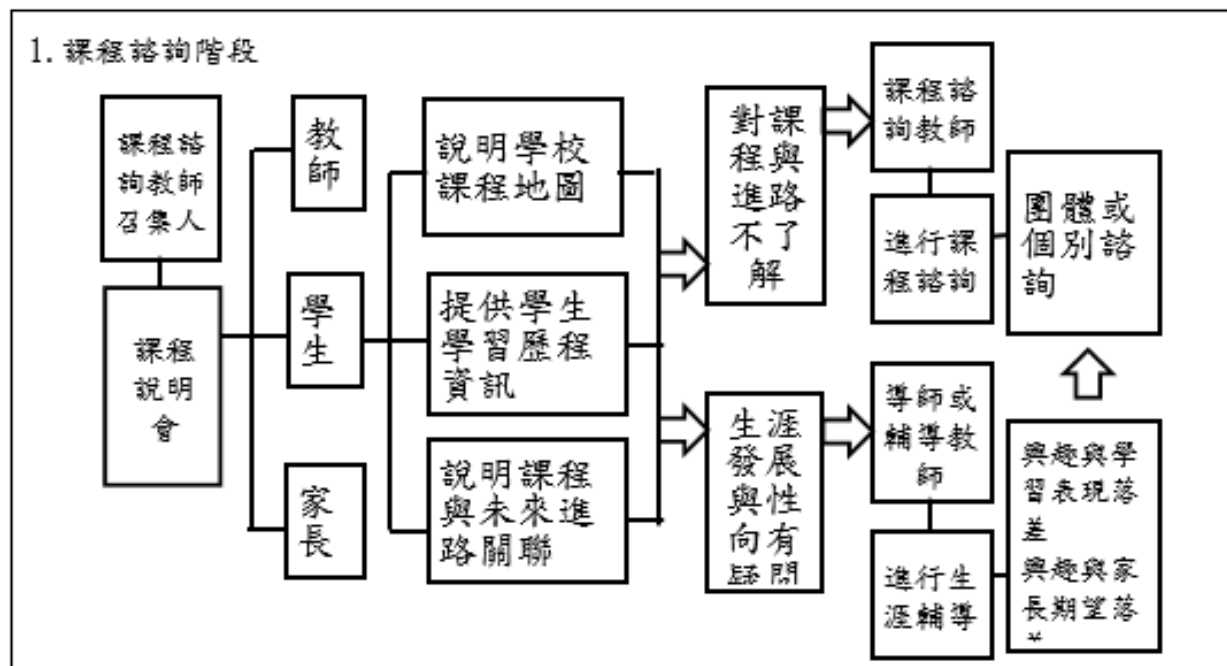 1. 課程諮詢階段
課程諮
詢教師
召集人
課程
說明
會
教
師
學
生
家
長
說明學校
課程地圖
提供學生
學習歷程
資訊
說明課程
與未來進
路關聯
對課
程與
進路
不了
解
生涯
發展
與性
向有
疑問
課程諮
詢教師
進行課
程諮詢
團體或
個別諮
詢
導師或
輔導教
師
進行生
涯輔導
興趣與學
習表現落
差
興趣與家
長期望落